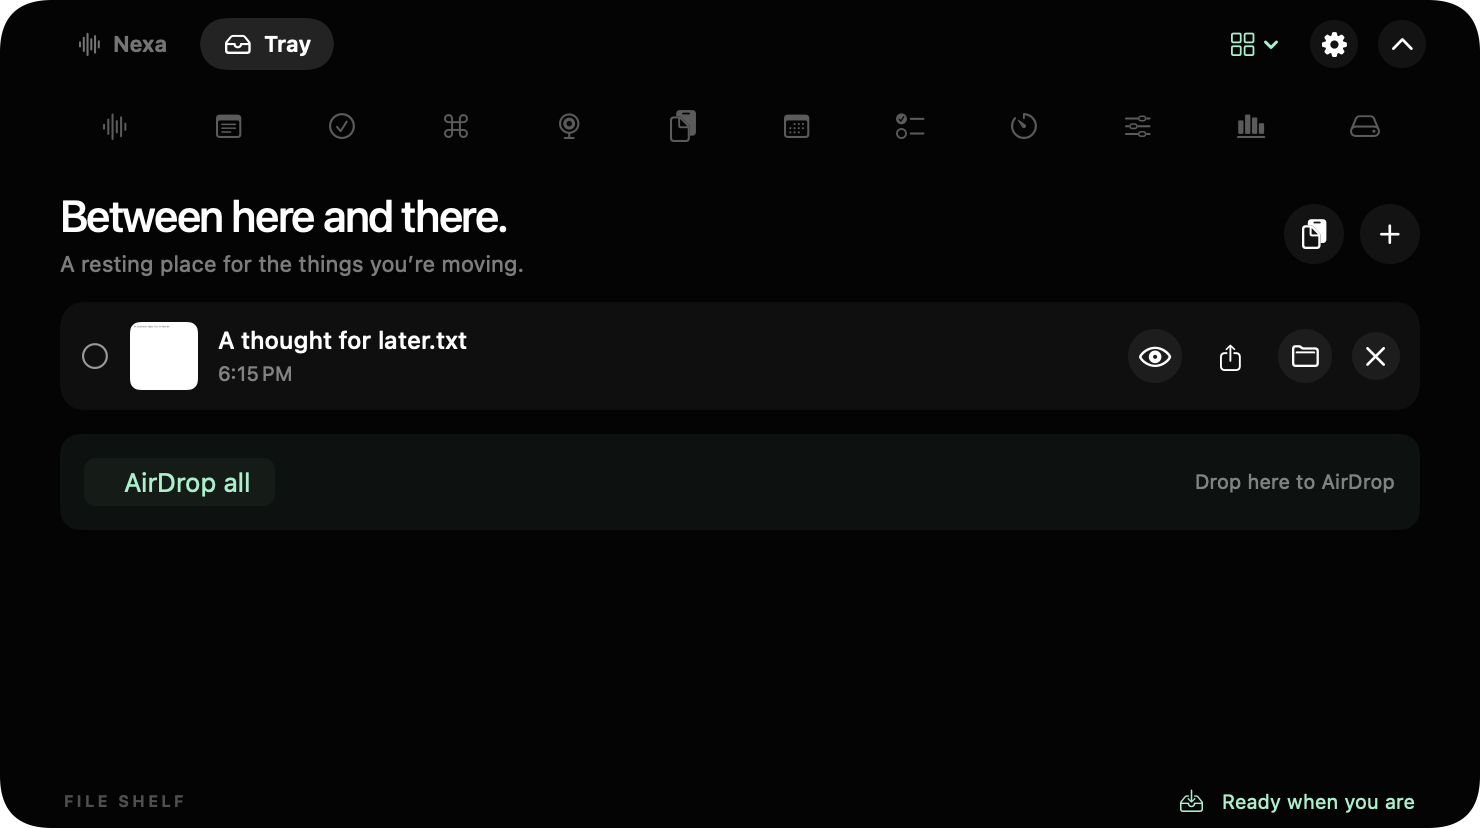 Nexa
Tray
Between here and there.
A resting place for the things you’re moving.
A thought for later.txt
6:15 PM
AirDrop all
Drop here to AirDrop
FILE SHELF
Ready when you are